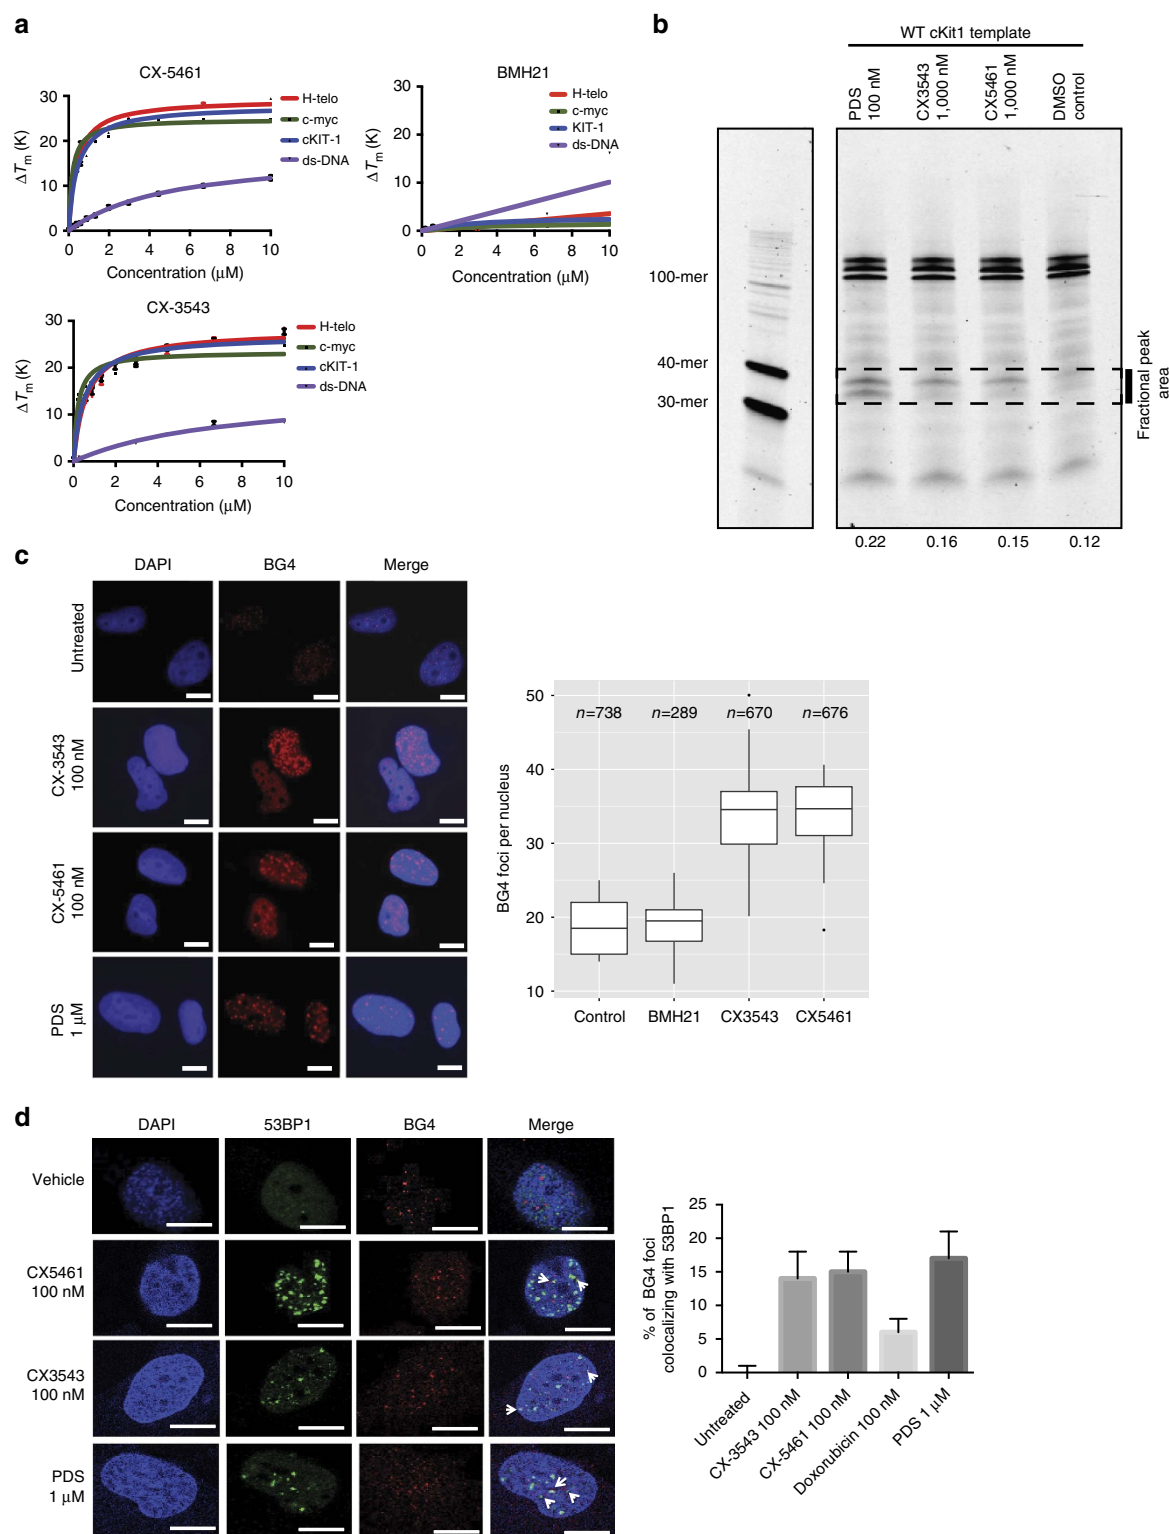 a
CX-5461
30
20
10
0
ΔTm (K)
0 2 4 6 8 10
Concentration (μM)
H-telo
c-myc
cKIT-1
ds-DNA
BMH21
30
20
10
0
ΔTm (K)
0 2 4 6 8 10
Concentration (μM)
H-telo
c-myc
KIT-1
ds-DNA
CX-3543
30
20
10
0
ΔTm (K)
0 2 4 6 8 10
Concentration (μM)
H-telo
c-myc
cKIT-1
ds-DNA
b
WT cKit1 template
PDS
100 nM
CX3543
1,000 nM
CX5461
1,000 nM
DMSO
control
100-mer
40-mer
30-mer
Fractional peak
area
0.22 0.16 0.15 0.12
c
DAPI BG4 Merge
Untreated
CX-3543
100 nM
CX-5461
100 nM
PDS
1 μM
BG4 foci per nucleus
50
40
30
20
10
n=738 n=289 n=670 n=676
Control BMH21 CX3543 CX5461
d
DAPI 53BP1 BG4 Merge
Vehicle
CX5461
100 nM
CX3543
100 nM
PDS
1 μM
% of BG4 foci
colocalizing with 53BP1
25
20
15
10
5
0
Untreated
CX-3543 100 nM
CX-5461 100 nM
Doxorubicin 100 nM
PDS 1 μM